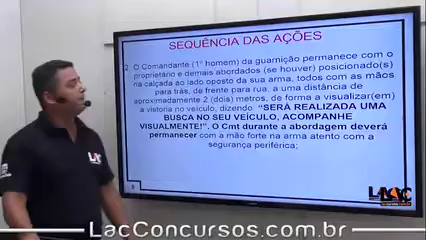 SEQUÊNCIA DAS AÇÕES
2. O Comandante (1º homem) da guarnição permanece com o
proprietário e demais abordados (se houver) posicionado(s)
na calçada ao lado oposto da sua arma, todos com as mãos
para trás, de frente para rua, a uma distância de
aproximadamente 2 (dois) metros, de forma a visualizar(em)
a vistoria no veículo, dizendo "SERÁ REALIZADA UMA
BUSCA NO SEU VEÍCULO, ACOMPANHE
VISUALMENTE!". O Cmt durante a abordagem deverá
permanecer com a mão forte na arma atento com a
segurança periférica;
LAC
LacConcursos.com.br